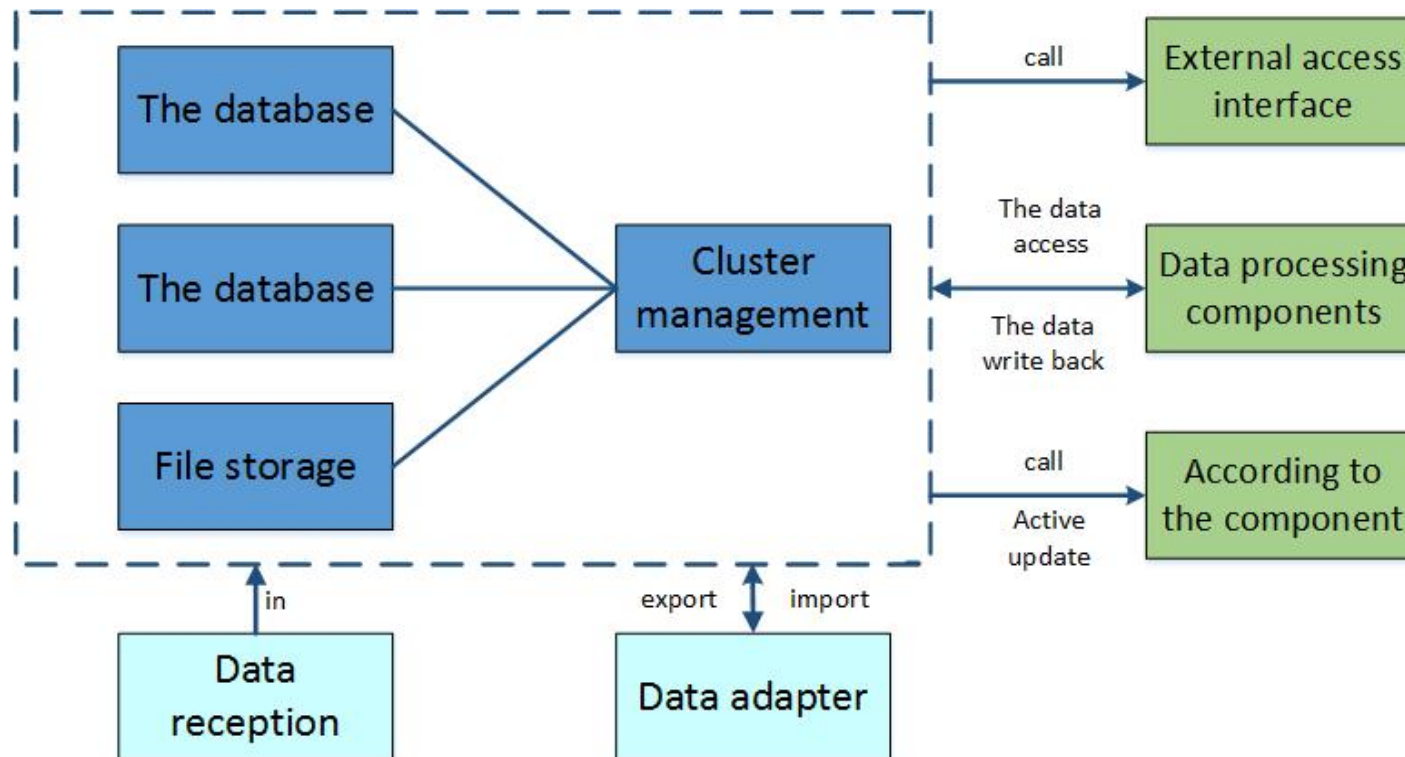 The database
The database
File storage
Cluster
management
call
External access
interface
The data
access
The data
write back
Data processing
components
call
Active
update
According to
the component
in
export
import
Data
reception
Data adapter